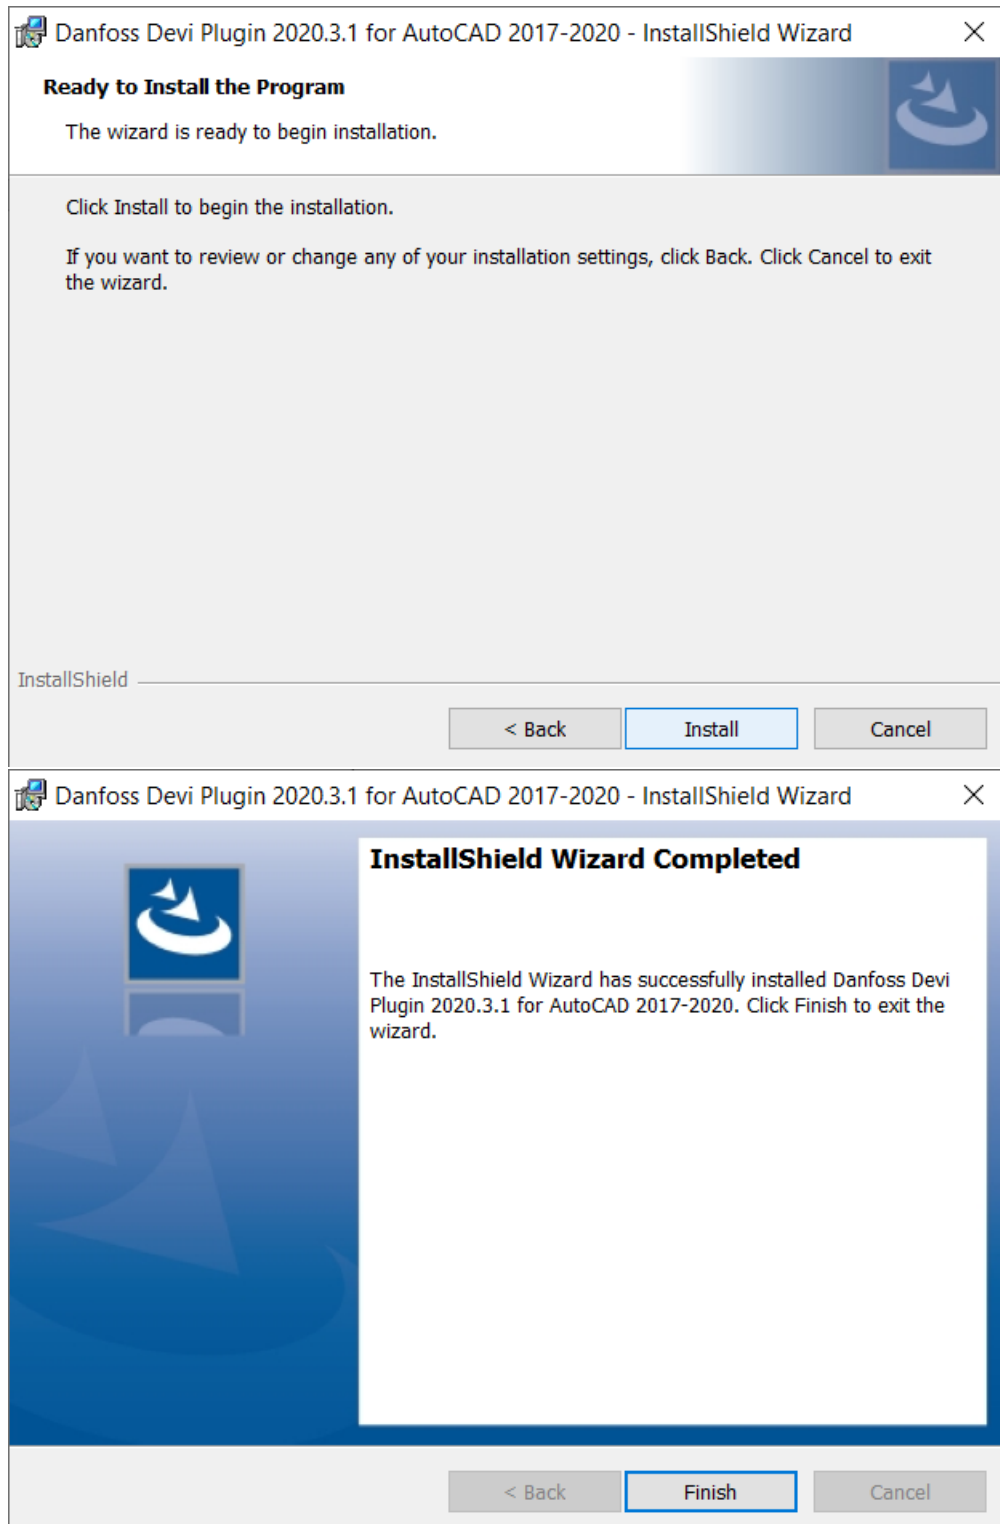 Danfoss Devi Plugin 2020.3.1 for AutoCAD 2017-2020 - InstallShield Wizard
Ready to Install the Program
The wizard is ready to begin installation.
Click Install to begin the installation.
If you want to review or change any of your installation settings, click Back. Click Cancel to exit
the wizard.
InstallShield
< Back
Install
Cancel
Danfoss Devi Plugin 2020.3.1 for AutoCAD 2017-2020 - InstallShield Wizard
InstallShield Wizard Completed
The InstallShield Wizard has successfully installed Danfoss Devi
Plugin 2020.3.1 for AutoCAD 2017-2020. Click Finish to exit the
wizard.
< Back
Finish
Cancel